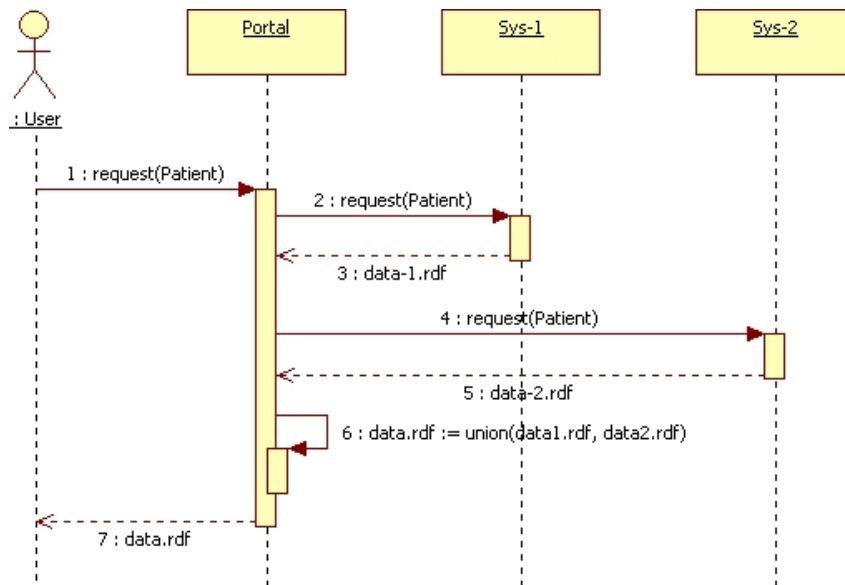 Portal
Sys-1
Sys-2
: User
1 : request(Patient)
2 : request(Patient)
3 : data-1.rdf
4 : request(Patient)
5 : data-2.rdf
6 : data.rdf := union(data1.rdf, data2.rdf)
7 : data.rdf